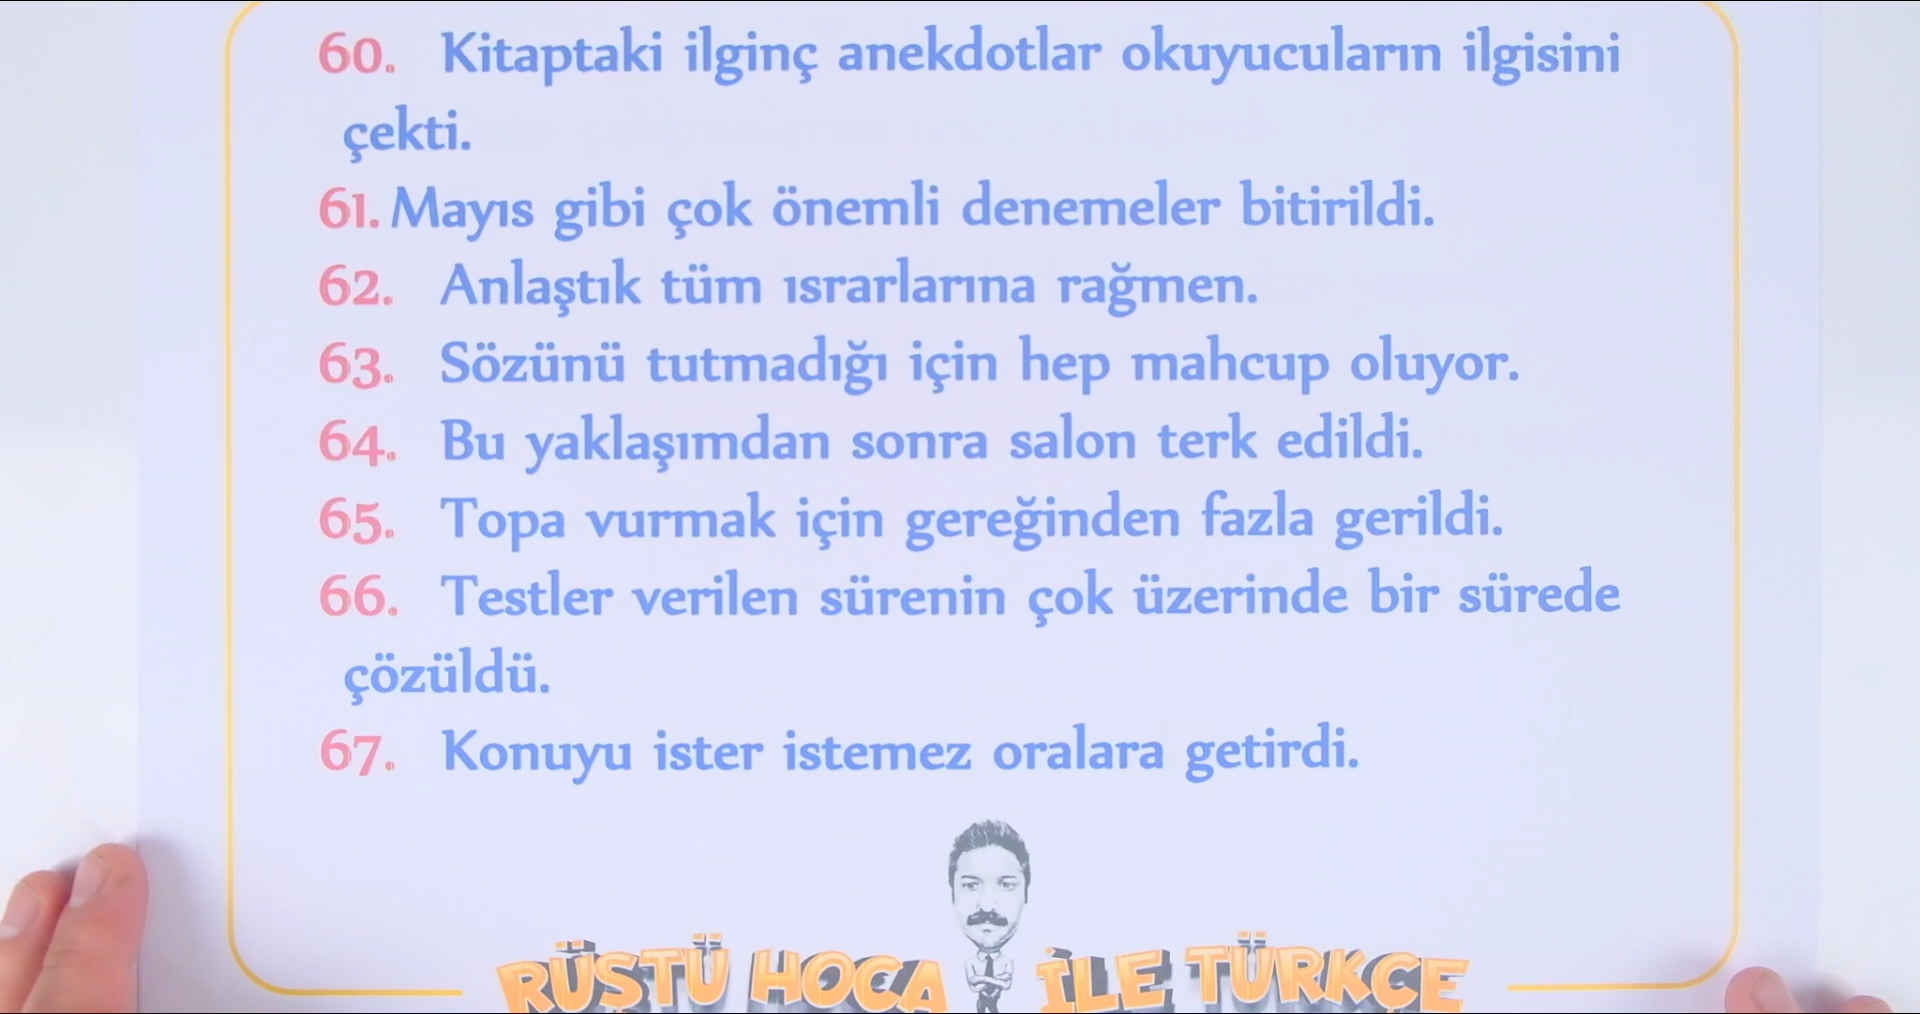 60. Kitaptaki ilginç anekdotlar okuyucuların ilgisini
çekti.
61. Mayıs gibi çok önemli denemeler bitirildi.
62. Anlaştık tüm ısrarlarına rağmen.
63. Sözünü tutmadığı için hep mahcup oluyor.
64. Bu yaklaşımdan sonra salon terk edildi.
65. Topa vurmak için gereğinden fazla gerildi.
66. Testler verilen sürenin çok üzerinde bir sürede
çözüldü.
67. Konuyu ister istemez oralara getirdi.
RÜŞTÜ HOCA İLE TÜRKÇE